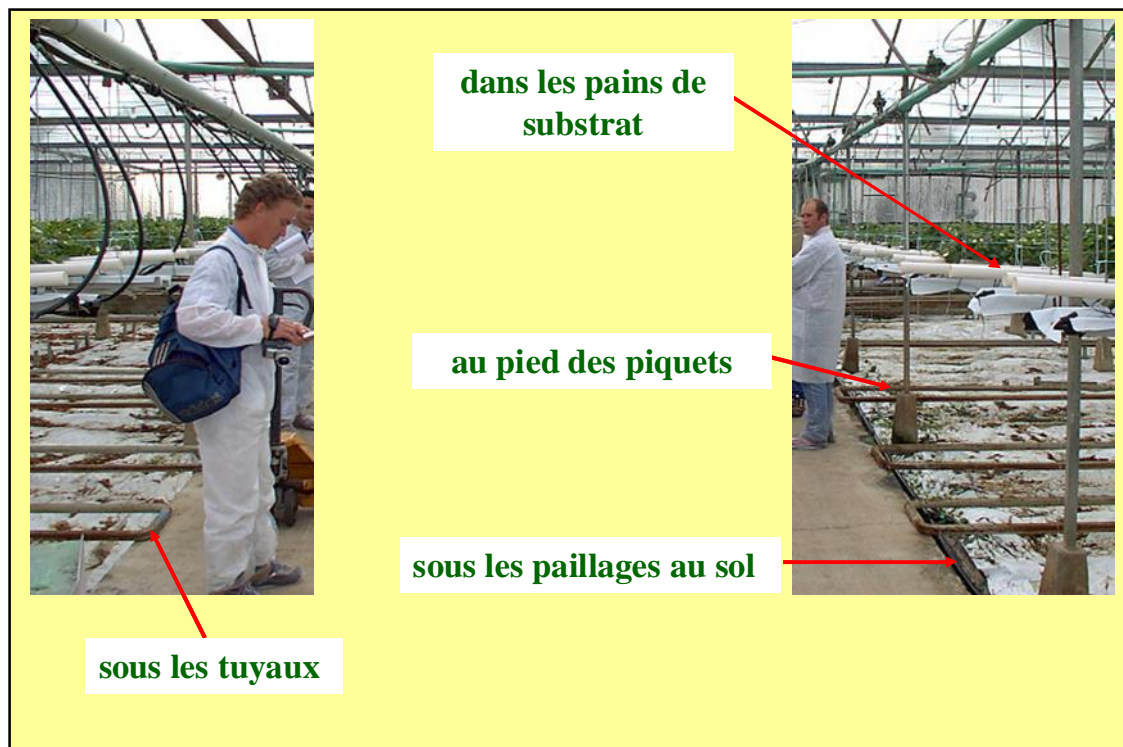 dans les pains de
substrat
au pied des piquets
sous les paillages au sol
sous les tuyaux